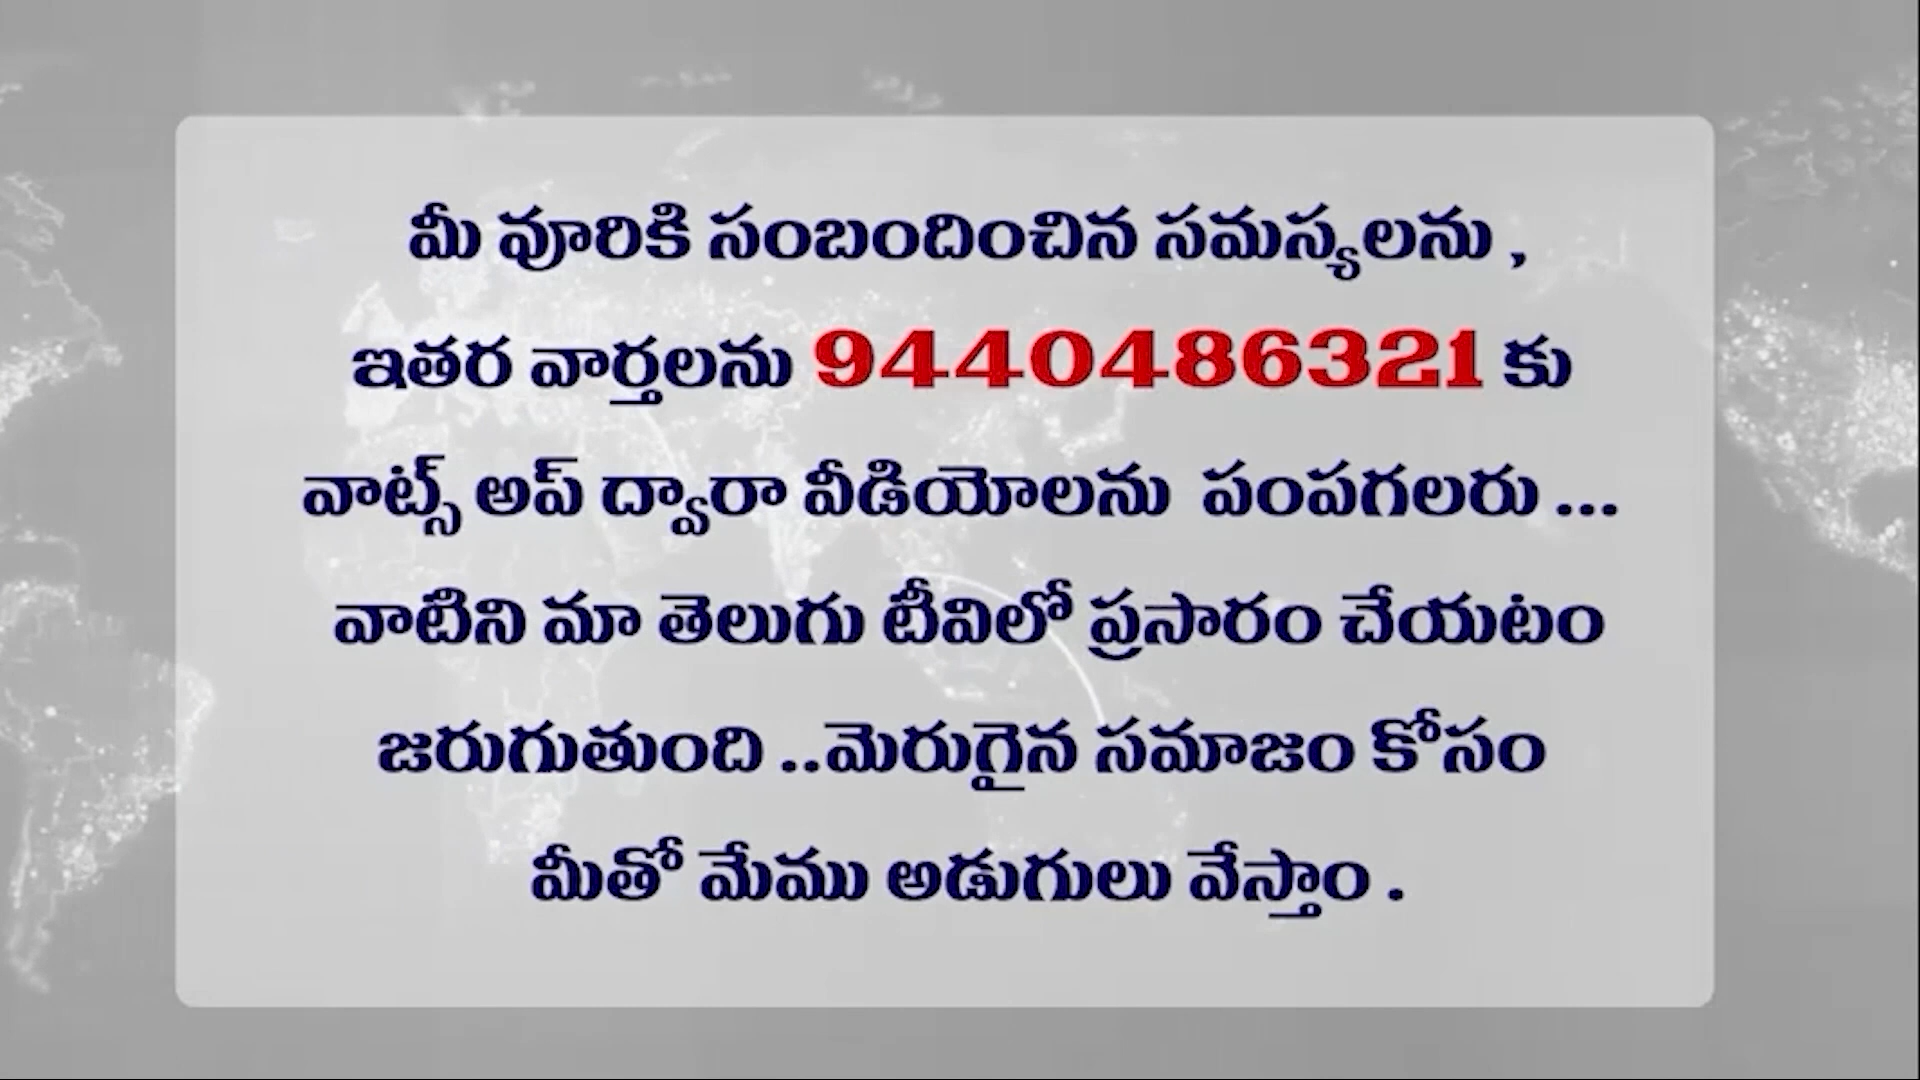 మీ వూరికి సంబందించిన సమస్యలను ,
ఇతర వార్తలను 9440486321 కు
వాట్స్ అప్ ద్వారా వీడియోలను పంపగలరు ...
వాటిని మా తెలుగు టీవిలో ప్రసారం చేయటం
జరుగుతుంది ..మెరుగైన సమాజం కోసం
మీతో మేము అడుగులు వేస్తాం .